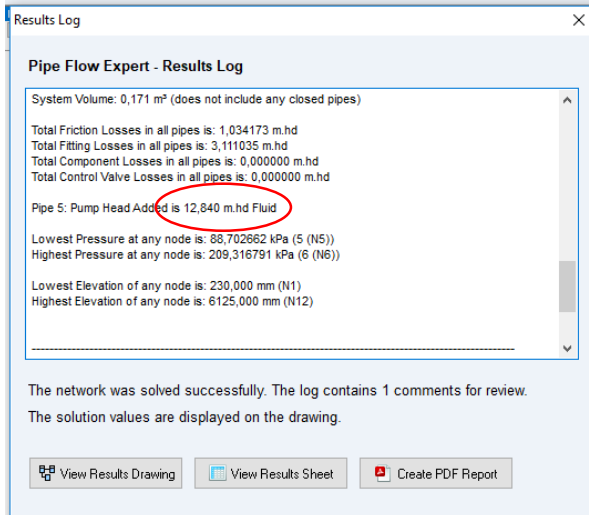 Results Log
Pipe Flow Expert - Results Log
System Volume: 0,171 m³ (does not include any closed pipes)
Total Friction Losses in all pipes is: 1,034173 m.hd
Total Fitting Losses in all pipes is: 3,111035 m.hd
Total Component Losses in all pipes is: 0,000000 m.hd
Total Control Valve Losses in all pipes is: 0,000000 m.hd
Pipe 5: Pump Head Added is 12,840 m.hd Fluid
Lowest Pressure at any node is: 88,702662 kPa (5 (N5))
Highest Pressure at any node is: 209,316791 kPa (6 (N6))
Lowest Elevation of any node is: 230,000 mm (N1)
Highest Elevation of any node is: 6125,000 mm (N12)
The network was solved successfully. The log contains 1 comments for review.
The solution values are displayed on the drawing.
View Results Drawing
View Results Sheet
Create PDF Report